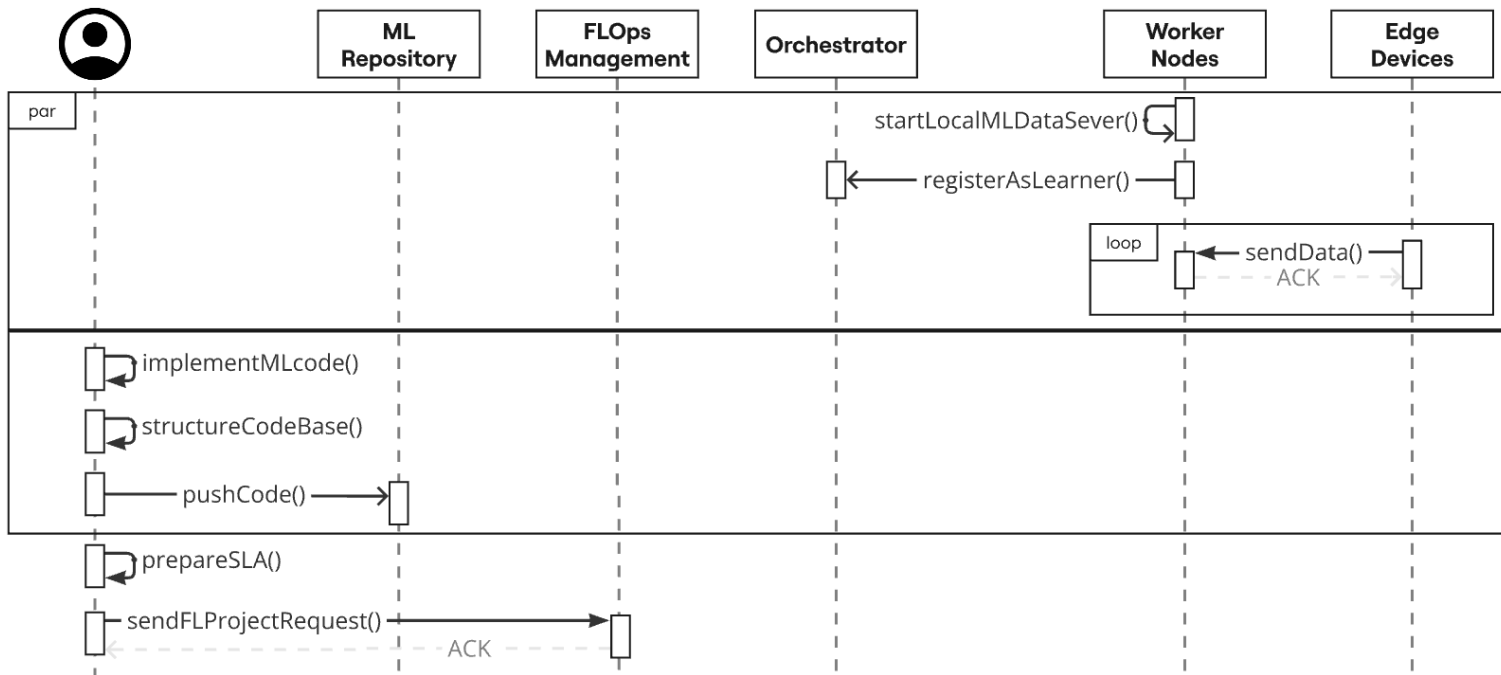 ML
Repository
FLOps
Management
Orchestrator
Worker
Nodes
Edge
Devices
par
startLocalMLDataSever()
registerAsLearner()
loop
sendData()
ACK
implementMLcode()
structureCodeBase()
pushCode()
prepareSLA()
sendFLProjectRequest()
ACK